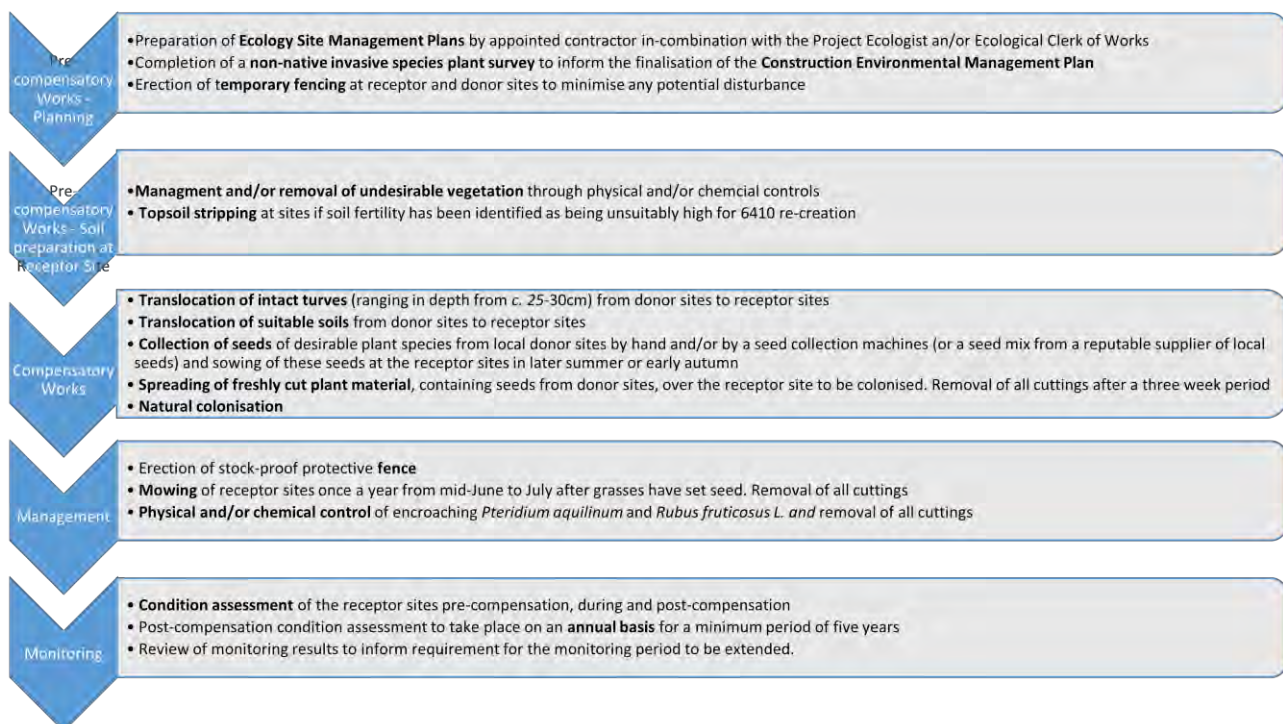 Pre-
compensatory
Works -
Planning
•Preparation of Ecology Site Management Plans by appointed contractor in-combination with the Project Ecologist an/or Ecological Clerk of Works
•Completion of a non-native invasive species plant survey to inform the finalisation of the Construction Environmental Management Plan
•Erection of temporary fencing at receptor and donor sites to minimise any potential disturbance
Pre-
compensatory
Works - Soil
preparation at
Receptor Site
•Managment and/or removal of undesirable vegetation through physical and/or chemcial controls
• Topsoil stripping at sites if soil fertility has been identified as being unsuitably high for 6410 re-creation
Compensatory
Works
• Translocation of intact turves (ranging in depth from c. 25-30cm) from donor sites to receptor sites
• Translocation of suitable soils from donor sites to receptor sites
• Collection of seeds of desirable plant species from local donor sites by hand and/or by a seed collection machines (or a seed mix from a reputable supplier of local
seeds) and sowing of these seeds at the receptor sites in later summer or early autumn
• Spreading of freshly cut plant material, containing seeds from donor sites, over the receptor site to be colonised. Removal of all cuttings after a three week period
• Natural colonisation
Management
• Erection of stock-proof protective fence
• Mowing of receptor sites once a year from mid-June to July after grasses have set seed. Removal of all cuttings
• Physical and/or chemical control of encroaching Pteridium aquilinum and Rubus fruticosus L. and removal of all cuttings
Monitoring
• Condition assessment of the receptor sites pre-compensation, during and post-compensation
• Post-compensation condition assessment to take place on an annual basis for a minimum period of five years
• Review of monitoring results to inform requirement for the monitoring period to be extended.